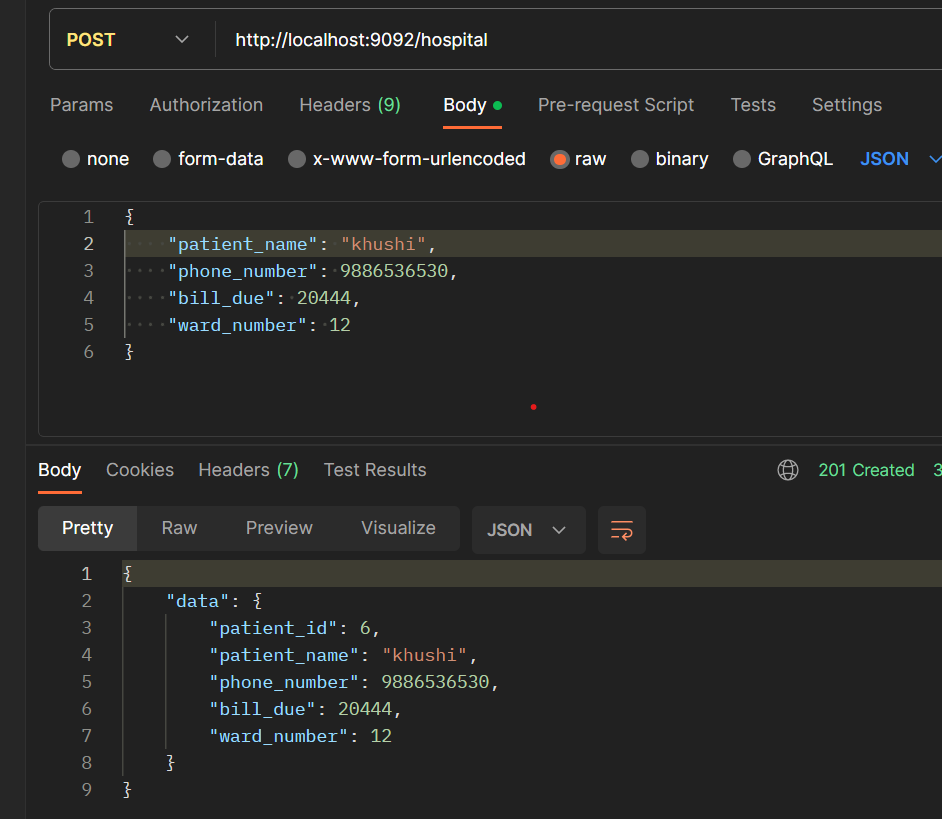 POST http://localhost:9092/hospital
Params Authorization Headers (9) Body Pre-request Script Tests Settings
none form-data x-www-form-urlencoded raw binary GraphQL JSON
1 {
2 "patient_name": "khushi",
3 "phone_number": 9886536530,
4 "bill_due": 20444,
5 "ward_number": 12
6 }
Body Cookies Headers (7) Test Results 201 Created 3
Pretty Raw Preview Visualize JSON
1 {
2 "data": {
3 "patient_id": 6,
4 "patient_name": "khushi",
5 "phone_number": 9886536530,
6 "bill_due": 20444,
7 "ward_number": 12
8 }
9 }